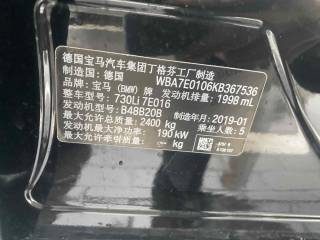 德国宝马汽车集团丁格芬工厂制造
制造国：德国 WBA7E0106KB367536
品牌：宝马（BMW）牌 发动机排量：1998 mL
整车型号：730Li 7E016
发动机型号：B48B20B
最大允许总质量：2400 kg 制造年月：2019-01
发动机最大净功率：190 kW 乘坐人数：5
最大允许牵引质量：- kg